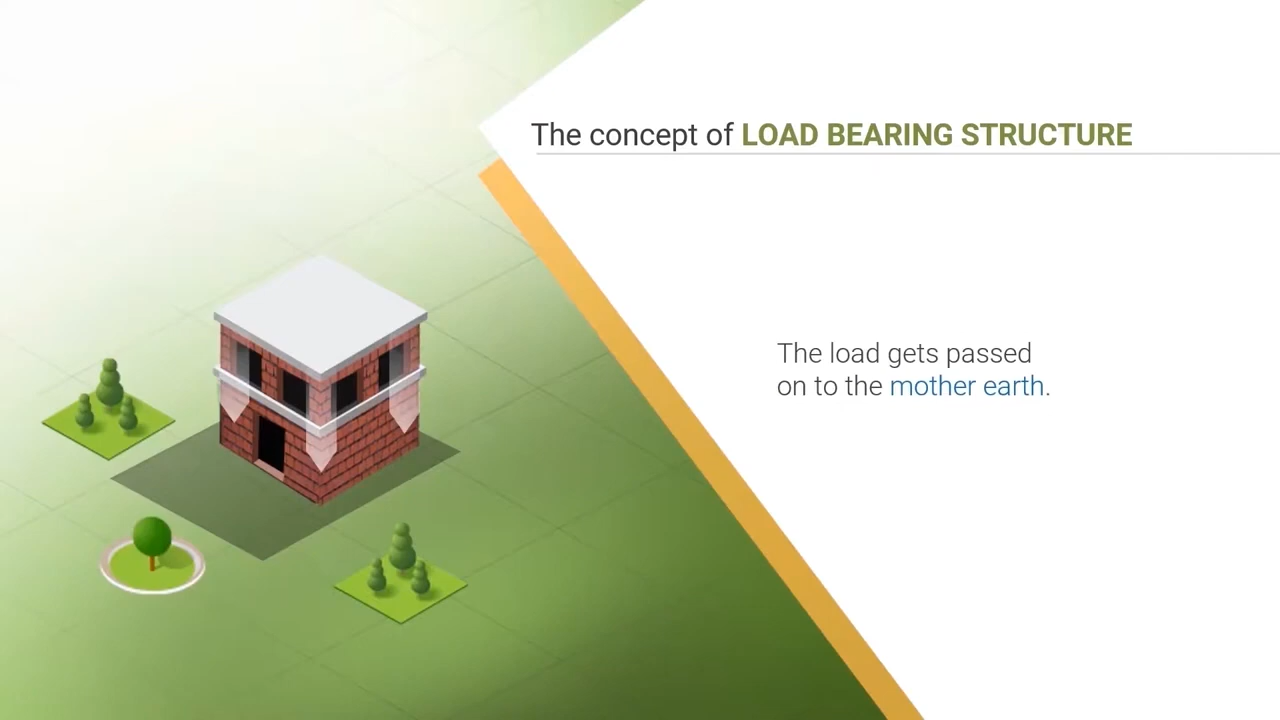 The concept of LOAD BEARING STRUCTURE
The load gets passed
on to the mother earth.